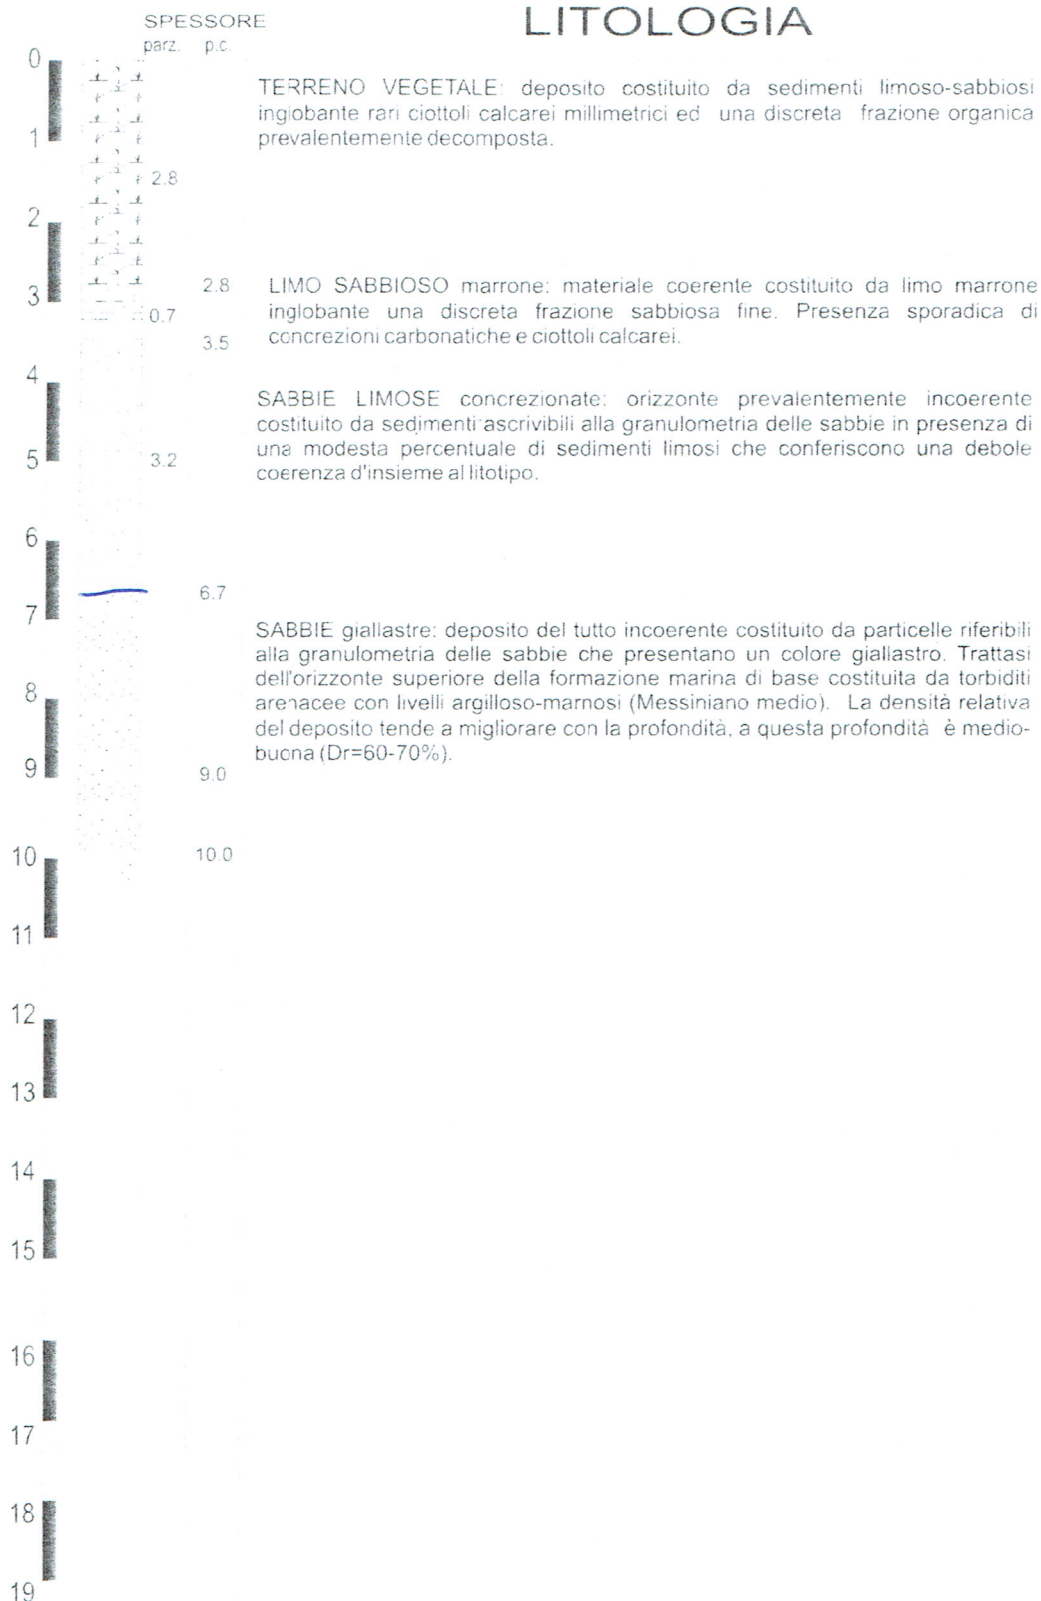 LITOLOGIA
SPESSORE
parz. p.c.
0
TERRENO VEGETALE: deposito costituito da sedimenti limoso-sabbiosi
inglobante rari ciottoli calcarei millimetrici ed una discreta frazione organica
prevalentemente decomposta.
1
2.8
2
2.8
LIMO SABBIOSO marrone: materiale coerente costituito da limo marrone
inglobante una discreta frazione sabbiosa fine. Presenza sporadica di
concrezioni carbonatiche e ciottoli calcarei.
3
0.7
3.5
4
SABBIE LIMOSE concrezionate: orizzonte prevalentemente incoerente
costituito da sedimenti ascrivibili alla granulometria delle sabbie in presenza di
una modesta percentuale di sedimenti limosi che conferiscono una debole
coerenza d'insieme al litotipo.
5
3.2
6
6.7
7
SABBIE giallastre: deposito del tutto incoerente costituito da particelle riferibili
alla granulometria delle sabbie che presentano un colore giallastro. Trattasi
dell'orizzonte superiore della formazione marina di base costituita da torbiditi
arenacee con livelli argilloso-marnosi (Messiniano medio). La densità relativa
del deposito tende a migliorare con la profondità, a questa profondità è medio-
buona (Dr=60-70%).
8
9
9.0
10
10.0
11
12
13
14
15
16
17
18
19